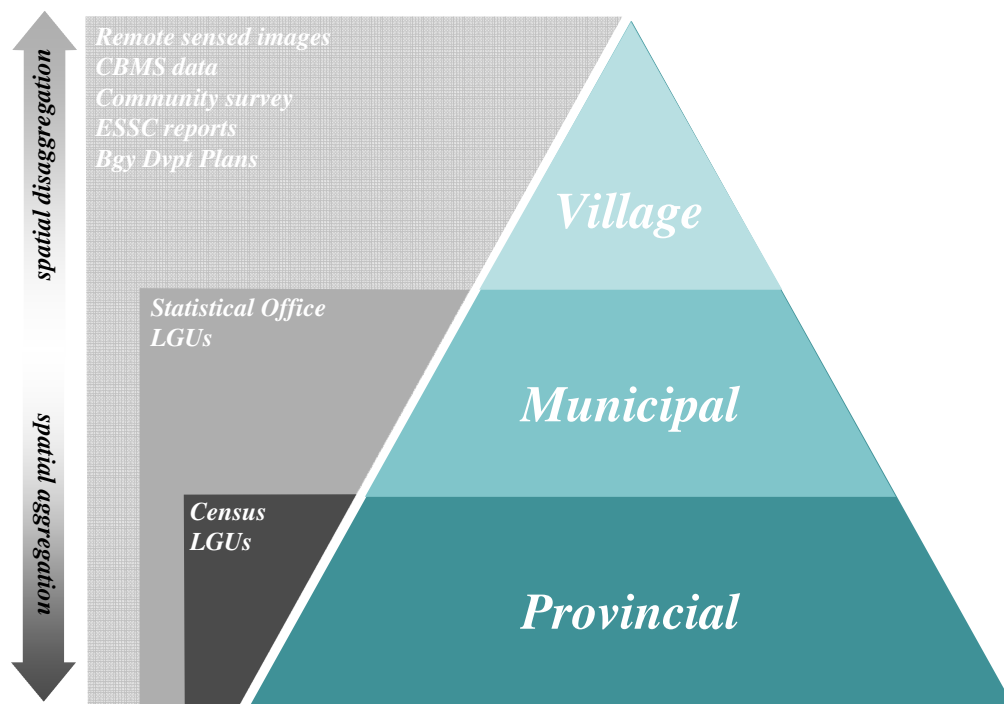 spatial disaggregation
spatial aggregation
Remote sensed images
CBMS data
Community survey
ESSC reports
Bgy Dvpt Plans
Statistical Office
LGUs
Census
LGUs
Village
Municipal
Provincial